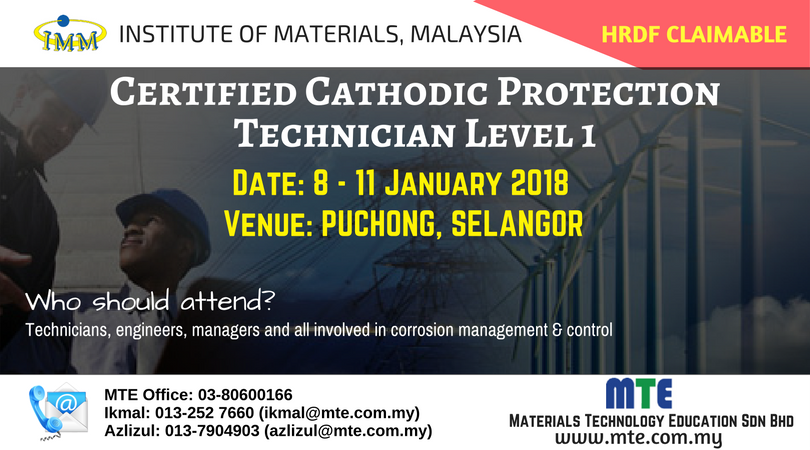 IMM
INSTITUTE OF MATERIALS, MALAYSIA
HRDF CLAIMABLE
Certified Cathodic Protection
Technician Level 1
Date: 8 - 11 January 2018
Venue: PUCHONG, SELANGOR
Who should attend?
Technicians, engineers, managers and all involved in corrosion management & control
@
MTE Office: 03-80600166
Ikmal: 013-252 7660 (ikmal@mte.com.my)
Azlizul: 013-7904903 (azlizul@mte.com.my)
MTE
Materials Technology Education Sdn Bhd
www.mte.com.my